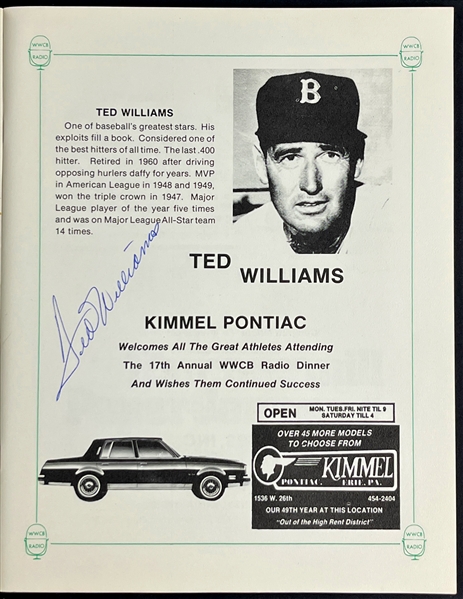 WWCB
RADIO
WWCB
RADIO
TED WILLIAMS
One of baseball's greatest stars. His
exploits fill a book. Considered one of
the best hitters of all time. The last .400
hitter. Retired in 1960 after driving
opposing hurlers daffy for years. MVP
in American League in 1948 and 1949,
won the triple crown in 1947. Major
League player of the year five times
and was on Major League All-Star team
14 times.
B
TED WILLIAMS
Ted Williams
KIMMEL PONTIAC
Welcomes All The Great Athletes Attending
The 17th Annual WWCB Radio Dinner
And Wishes Them Continued Success
OPEN MON. TUES. FRI. NITE TIL 9
SATURDAY TILL 4
OVER 45 MORE MODELS
TO CHOOSE FROM
KIMMEL
PONTIAC, ERIE, PA.
1536 W. 26th 454-2404
OUR 49TH YEAR AT THIS LOCATION
"Out of the High Rent District"
WWCB
RADIO
WWCB
RADIO